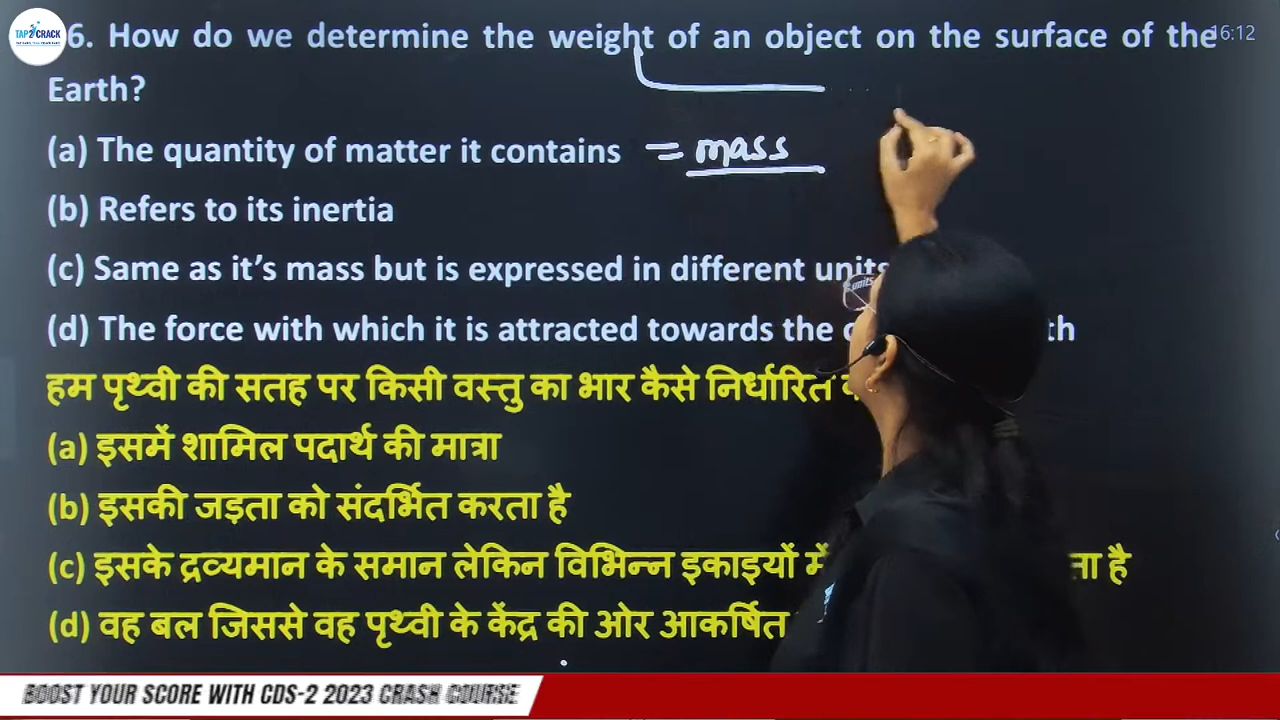 TAP2CRACK
6. How do we determine the weight of an object on the surface of the
16:12
Earth?
(a) The quantity of matter it contains = mass
(b) Refers to its inertia
(c) Same as it’s mass but is expressed in different units
(d) The force with which it is attracted towards the
हम पृथ्वी की सतह पर किसी वस्तु का भार कैसे निर्धारित
(a) इसमें शामिल पदार्थ की मात्रा
(b) इसकी जड़ता को संदर्भित करता है
(c) इसके द्रव्यमान के समान लेकिन विभिन्न इकाइयों में है
(d) वह बल जिससे वह पृथ्वी के केंद्र की ओर आकर्षित
BOOST YOUR SCORE WITH CDS-2 2023 CRASH COURSE